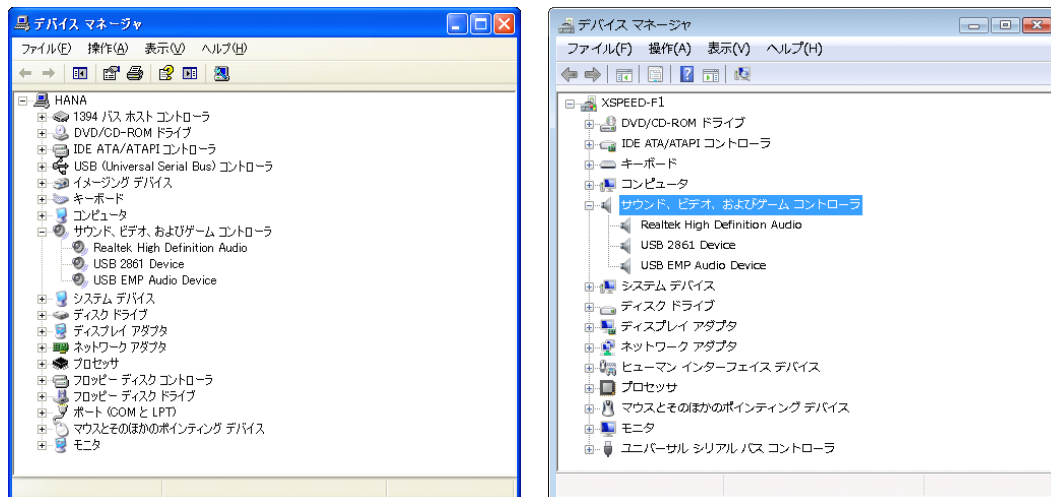 デバイス マネージャ
ファイル(F) 操作(A) 表示(V) ヘルプ(H)
HANA
1394 バス ホスト コントローラ
DVD/CD-ROM ドライブ
IDE ATA/ATAPI コントローラ
USB (Universal Serial Bus) コントローラ
イメージング デバイス
キーボード
コンピュータ
サウンド、ビデオ、およびゲーム コントローラ
Realtek High Definition Audio
USB 2861 Device
USB EMP Audio Device
システム デバイス
ディスク ドライブ
ディスプレイ アダプタ
ネットワーク アダプタ
プロセッサ
フロッピー ディスク コントローラ
フロッピー ディスク ドライブ
ポート (COM と LPT)
マウスとそのほかのポインティング デバイス
モニタ
デバイス マネージャ
ファイル(F) 操作(A) 表示(V) ヘルプ(H)
XSPEED-F1
DVD/CD-ROM ドライブ
IDE ATA/ATAPI コントローラ
キーボード
コンピュータ
サウンド、ビデオ、およびゲーム コントローラ
Realtek High Definition Audio
USB 2861 Device
USB EMP Audio Device
システム デバイス
ディスク ドライブ
ディスプレイ アダプタ
ネットワーク アダプタ
ヒューマン インターフェイス デバイス
プロセッサ
マウスとそのほかのポインティング デバイス
モニタ
ユニバーサル シリアル バス コントローラ